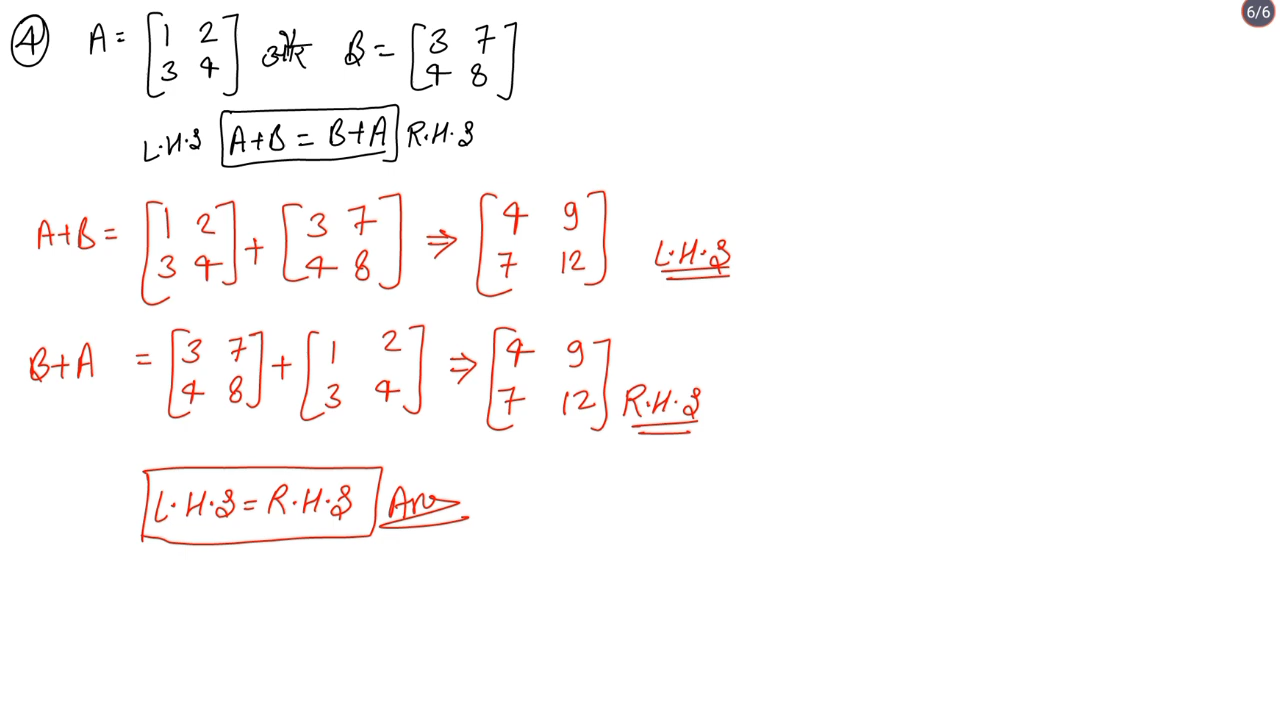 6/6
④ A = [1 2 और B = [3 7
3 4] 4 8]
L.H.S A+B = B+A R.H.S
A+B = [1 2 + [3 7 ⇒ [4 9
3 4] 4 8] 7 12] L.H.S
B+A = [3 7 + [1 2 ⇒ [4 9
4 8] 3 4] 7 12] R.H.S
L.H.S = R.H.S Ans